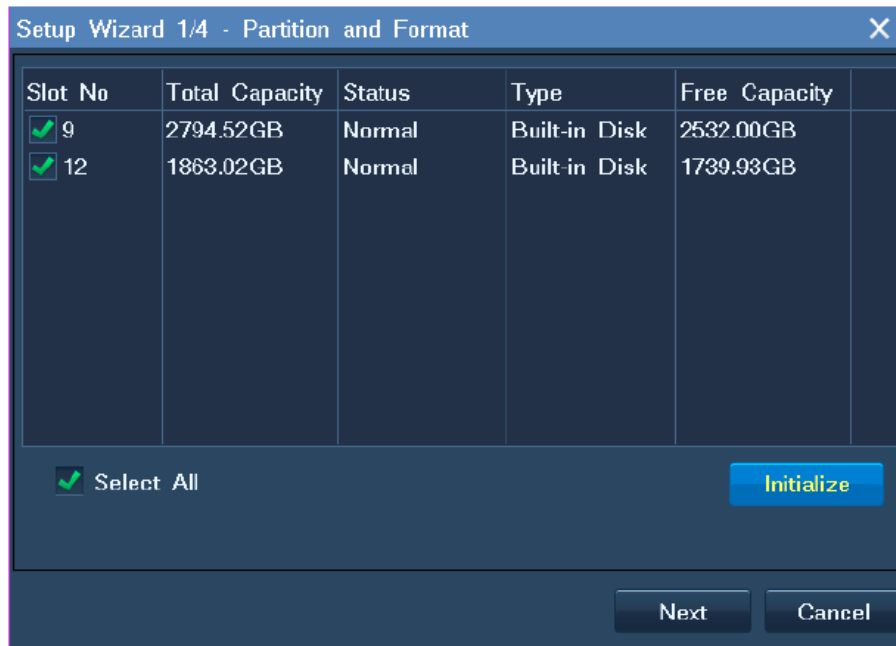 Setup Wizard 1/4 - Partition and Format
Slot No Total Capacity Status Type Free Capacity
9 2794.52GB Normal Built-in Disk 2532.00GB
12 1863.02GB Normal Built-in Disk 1739.93GB
Select All Initialize
Next Cancel